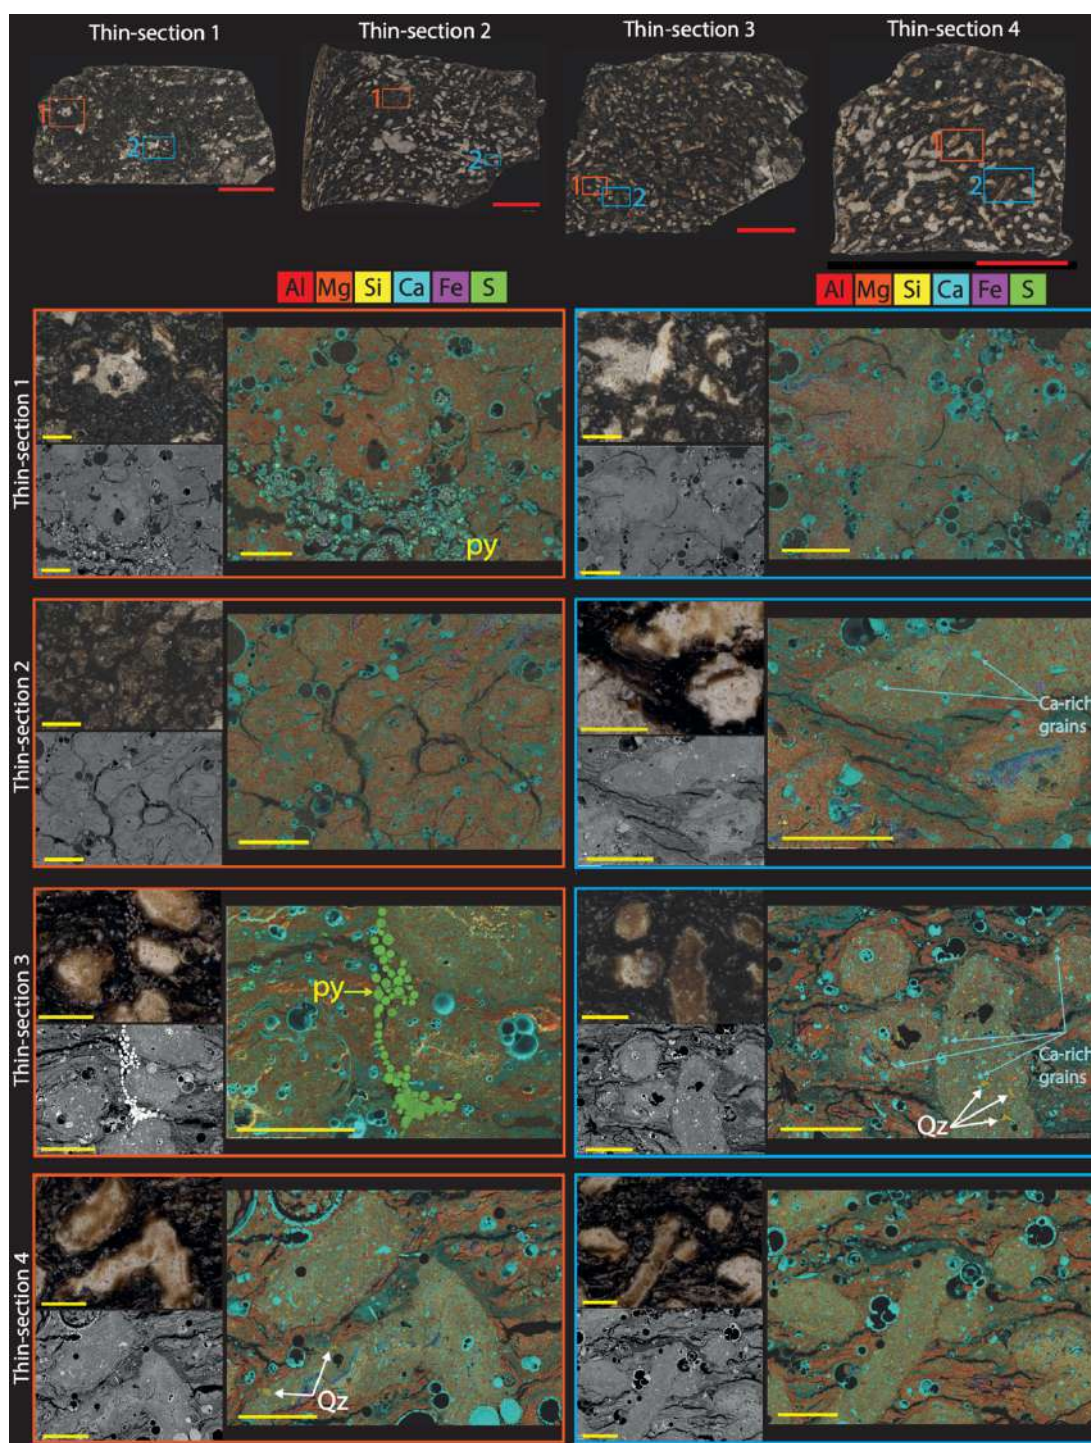 Thin-section 1
Thin-section 2
Thin-section 3
Thin-section 4
1
2
1
2
1
2
1
2
Al Mg Si Ca Fe S
Al Mg Si Ca Fe S
Thin-section 1
py
Thin-section 2
Ca-rich
grains
Thin-section 3
py
Ca-rich
grains
Qz
Thin-section 4
Qz